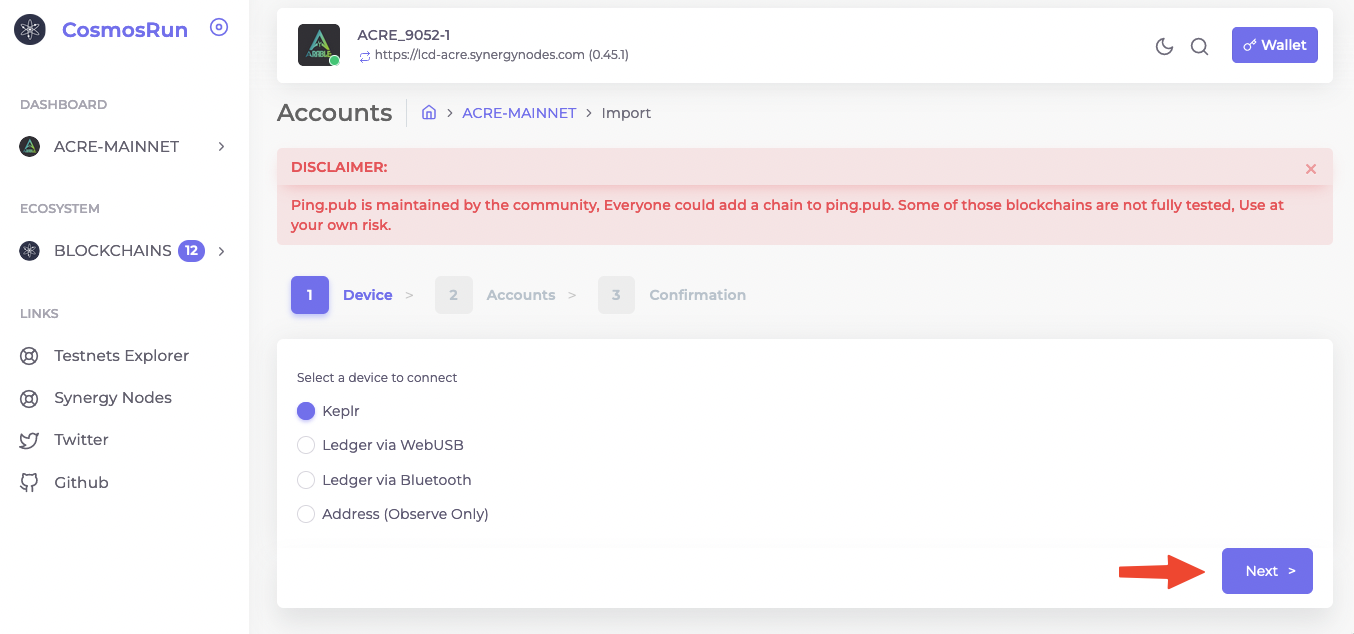 CosmosRun
DASHBOARD
ACRE-MAINNET
ECOSYSTEM
BLOCKCHAINS 12
LINKS
Testnets Explorer
Synergy Nodes
Twitter
Github
ARABLE
ACRE_9052-1
https://lcd-acre.synergynodes.com (0.45.1)
Wallet
Accounts
ACRE-MAINNET > Import
DISCLAIMER:
Ping.pub is maintained by the community, Everyone could add a chain to ping.pub. Some of those blockchains are not fully tested, Use at
your own risk.
1 Device > 2 Accounts > 3 Confirmation
Select a device to connect
Keplr
Ledger via WebUSB
Ledger via Bluetooth
Address (Observe Only)
Next >